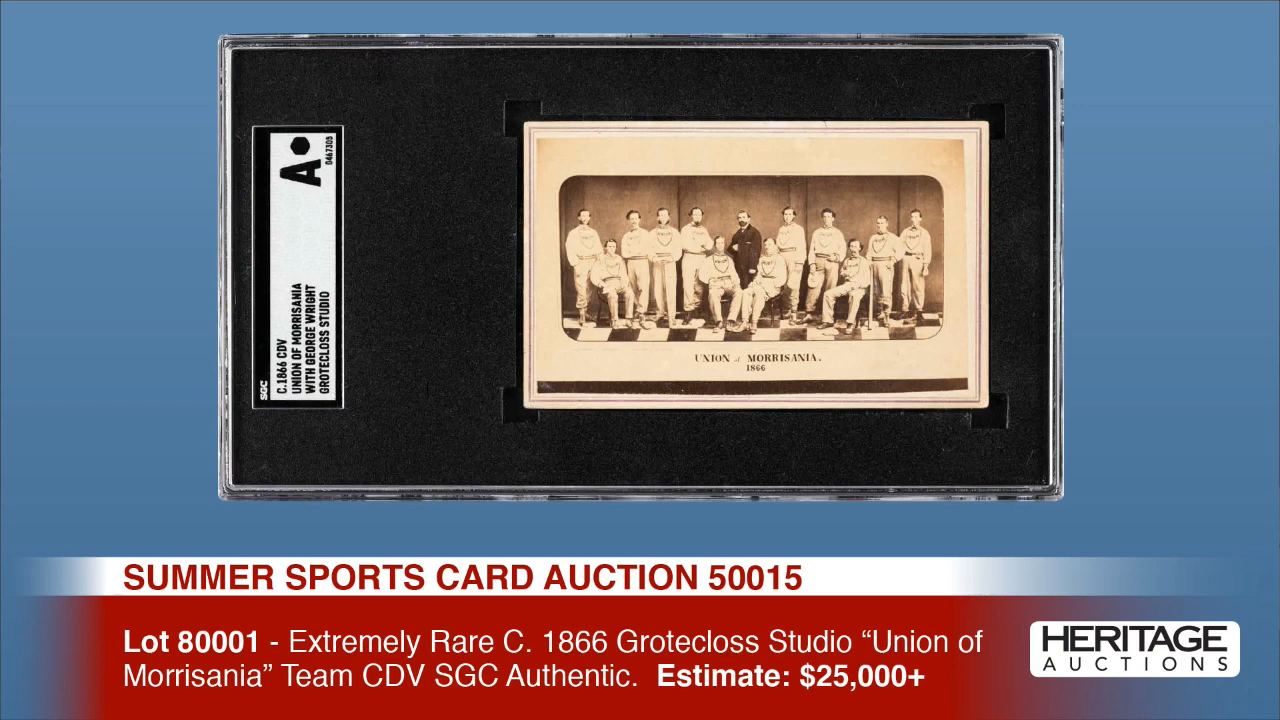 SGC
C.1866 CDV
UNION OF MORRISANIA
WITH GEORGE WRIGHT
GROTECLOSS STUDIO
A
0467305
UNION of MORRISANIA.
1866
SUMMER SPORTS CARD AUCTION 50015
Lot 80001 - Extremely Rare C. 1866 Grotecloss Studio “Union of
Morrisania” Team CDV SGC Authentic. Estimate: $25,000+
HERITAGE
AUCTIONS